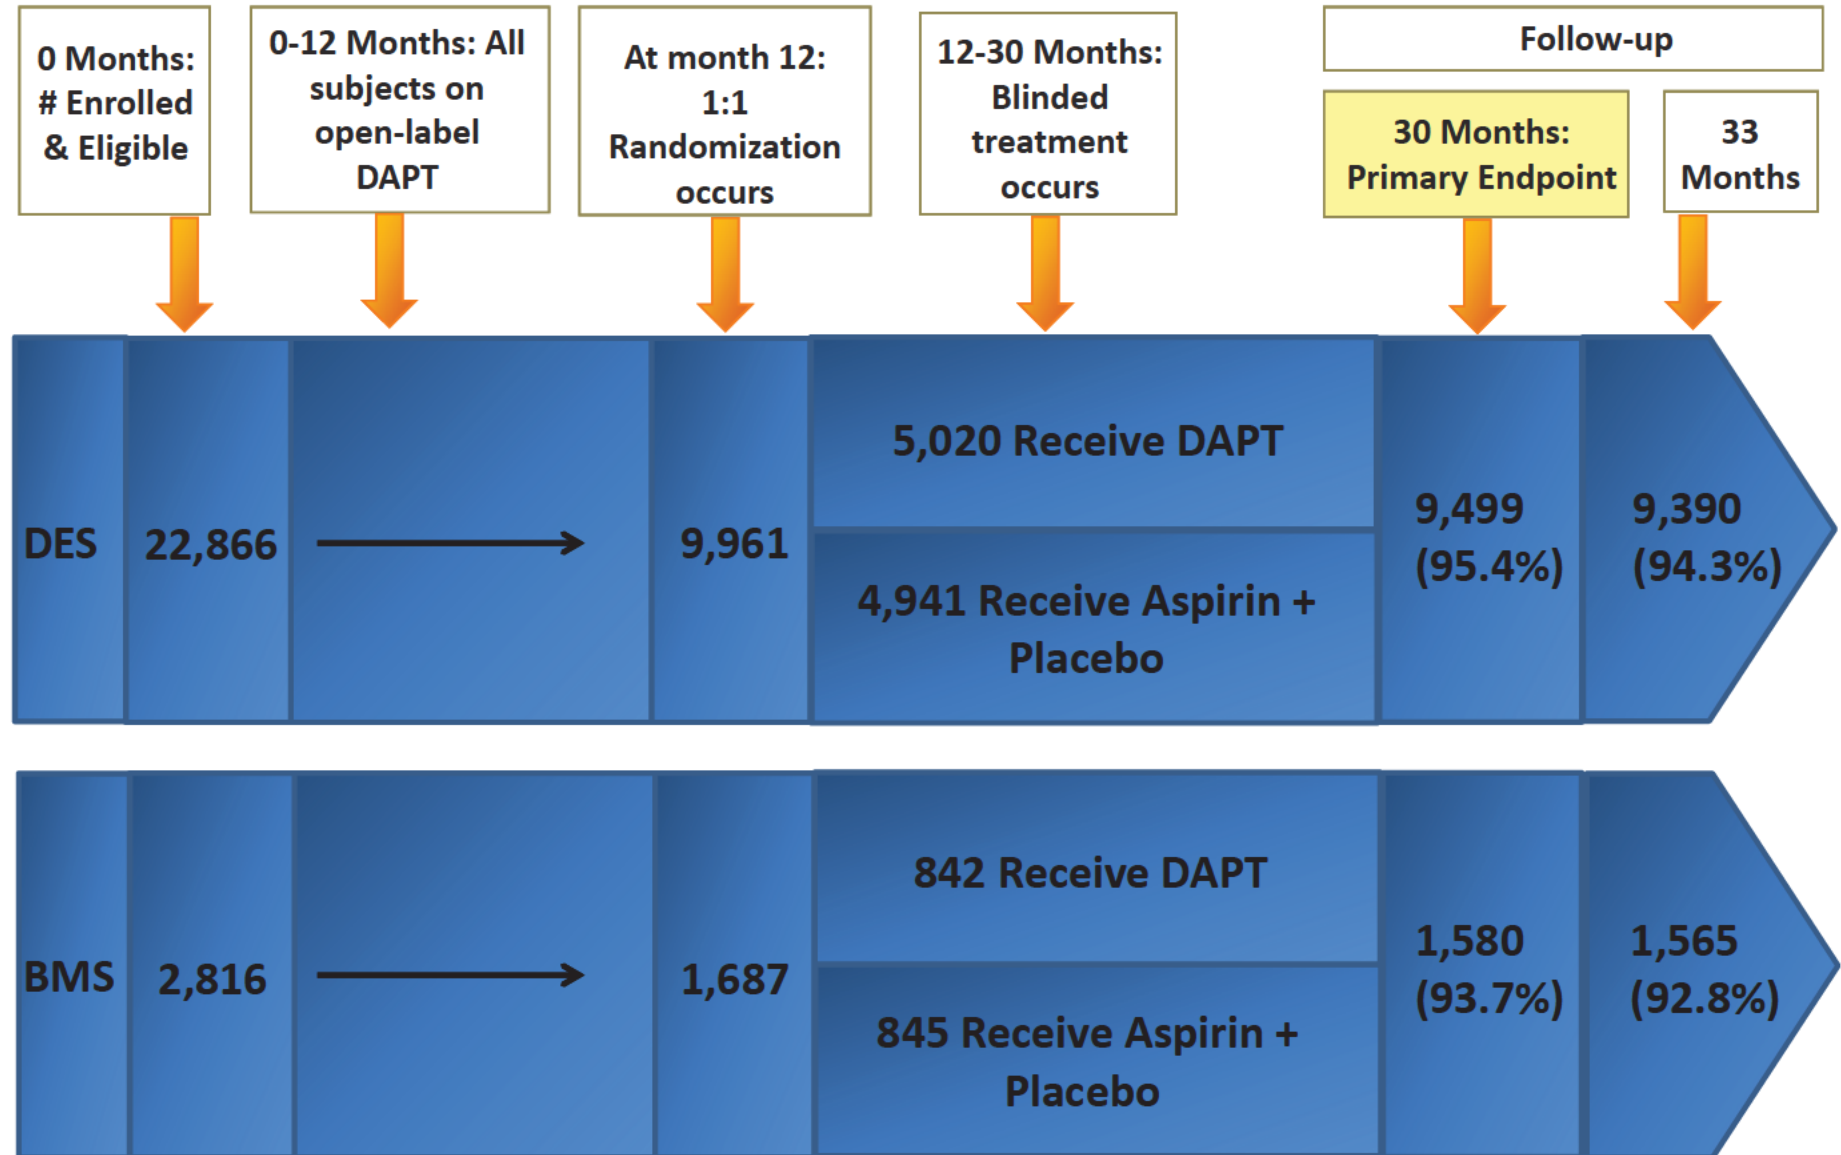 0 Months:
# Enrolled
& Eligible
0-12 Months: All
subjects on
open-label
DAPT
At month 12:
1:1
Randomization
occurs
12-30 Months:
Blinded
treatment
occurs
Follow-up
30 Months:
Primary Endpoint
33
Months
DES
22,866
9,961
5,020 Receive DAPT
4,941 Receive Aspirin +
Placebo
9,499
(95.4%)
9,390
(94.3%)
BMS
2,816
1,687
842 Receive DAPT
845 Receive Aspirin +
Placebo
1,580
(93.7%)
1,565
(92.8%)